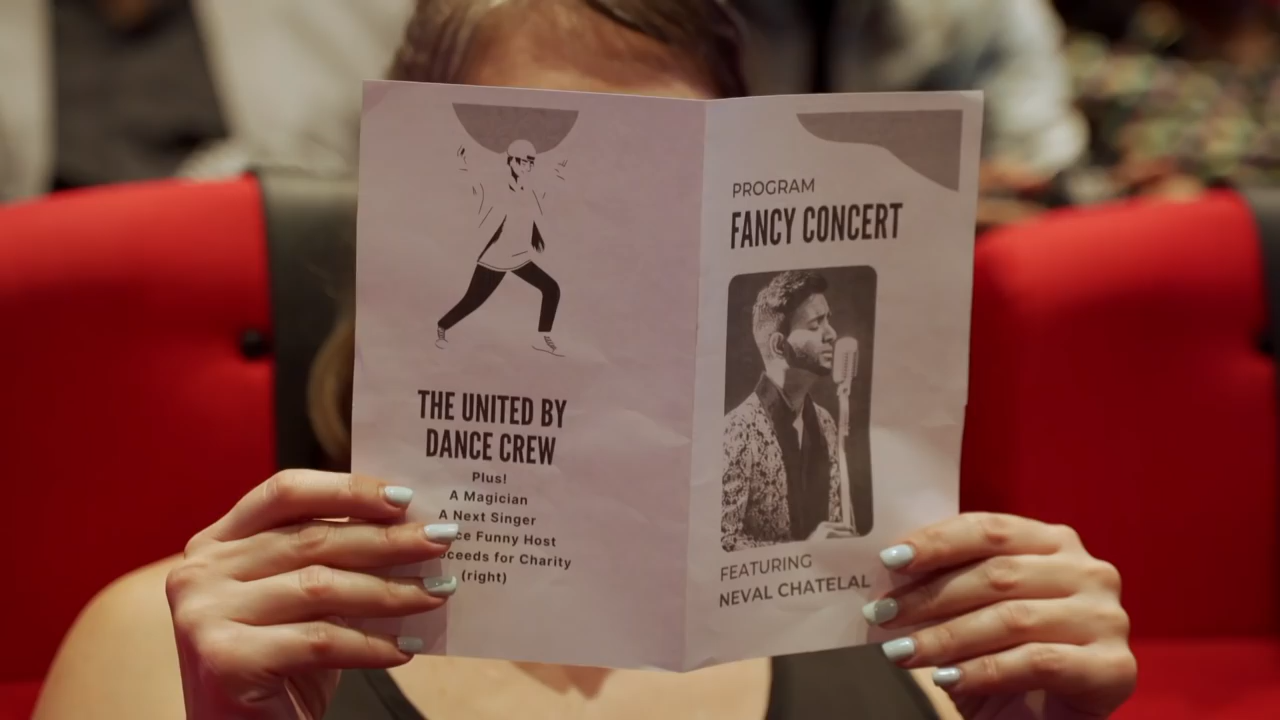 THE UNITED BY
DANCE CREW
Plus!
A Magician
A Next Singer
Funny Host
for Charity
(right)
PROGRAM
FANCY CONCERT
FEATURING
NEVAL CHATELAL